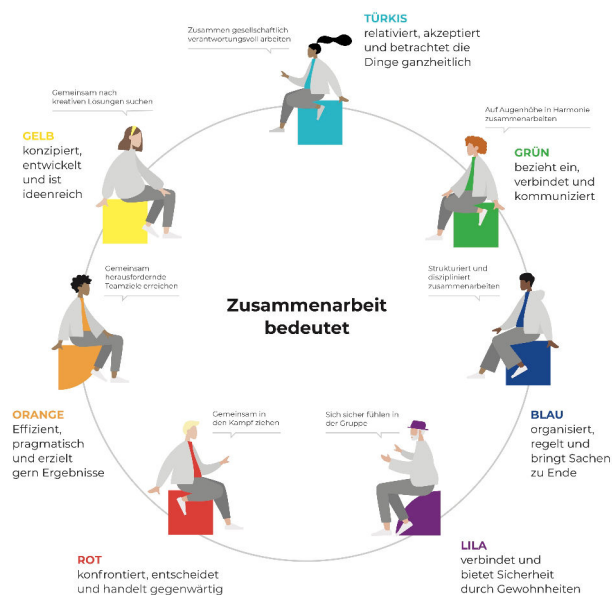 Zusammen gesellschaftlich
verantwortungsvoll arbeiten
TÜRKIS
relativiert, akzeptiert
und betrachtet die
Dinge ganzheitlich
Gemeinsam nach
kreativen Lösungen suchen
GELB
konzipiert,
entwickelt
und ist
ideenreich
Auf Augenhöhe in Harmonie
zusammenarbeiten
GRÜN
bezieht ein,
verbindet und
kommuniziert
Gemeinsam
herausfordernde
Teamziele erreichen
Strukturiert und
diszipliniert
zusammenarbeiten
Zusammenarbeit
bedeutet
ORANGE
Effizient,
pragmatisch
und erzielt
gern Ergebnisse
Gemeinsam in
den Kampf ziehen
Sich sicher fühlen in
der Gruppe
BLAU
organisiert,
regelt und
bringt Sachen
zu Ende
ROT
konfrontiert, entscheidet
und handelt gegenwärtig
LILA
verbindet und
bietet Sicherheit
durch Gewohnheiten